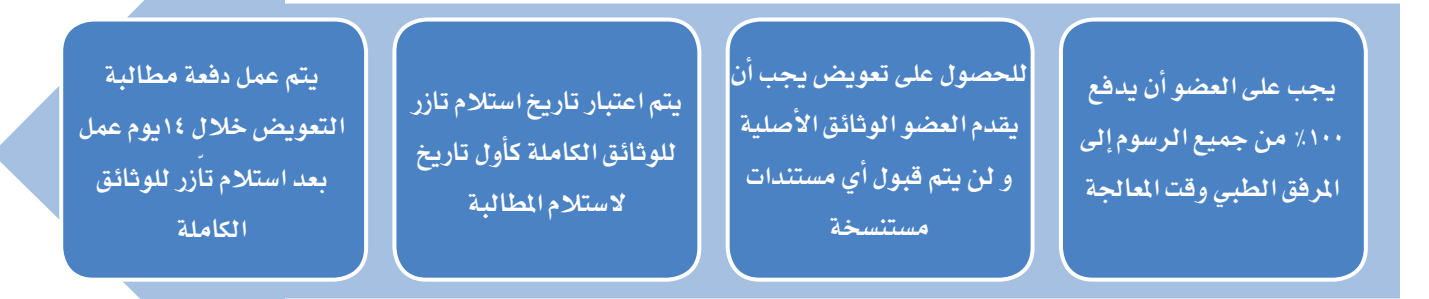 يجب على العضو أن يدفع
١٠٠٪ من جميع الرسوم إلى
المرفق الطبي وقت المعالجة
للحصول على تعويض يجب أن
يقدم العضو الوثائق الأصلية
و لن يتم قبول أي مستندات
مستنسخة
يتم اعتبار تاريخ استلام تازر
للوثائق الكاملة كأول تاريخ
لاستلام المطالبة
يتم عمل دفعة مطالبة
التعويض خلال ١٤يوم عمل
بعد استلام تآزر للوثائق
الكاملة